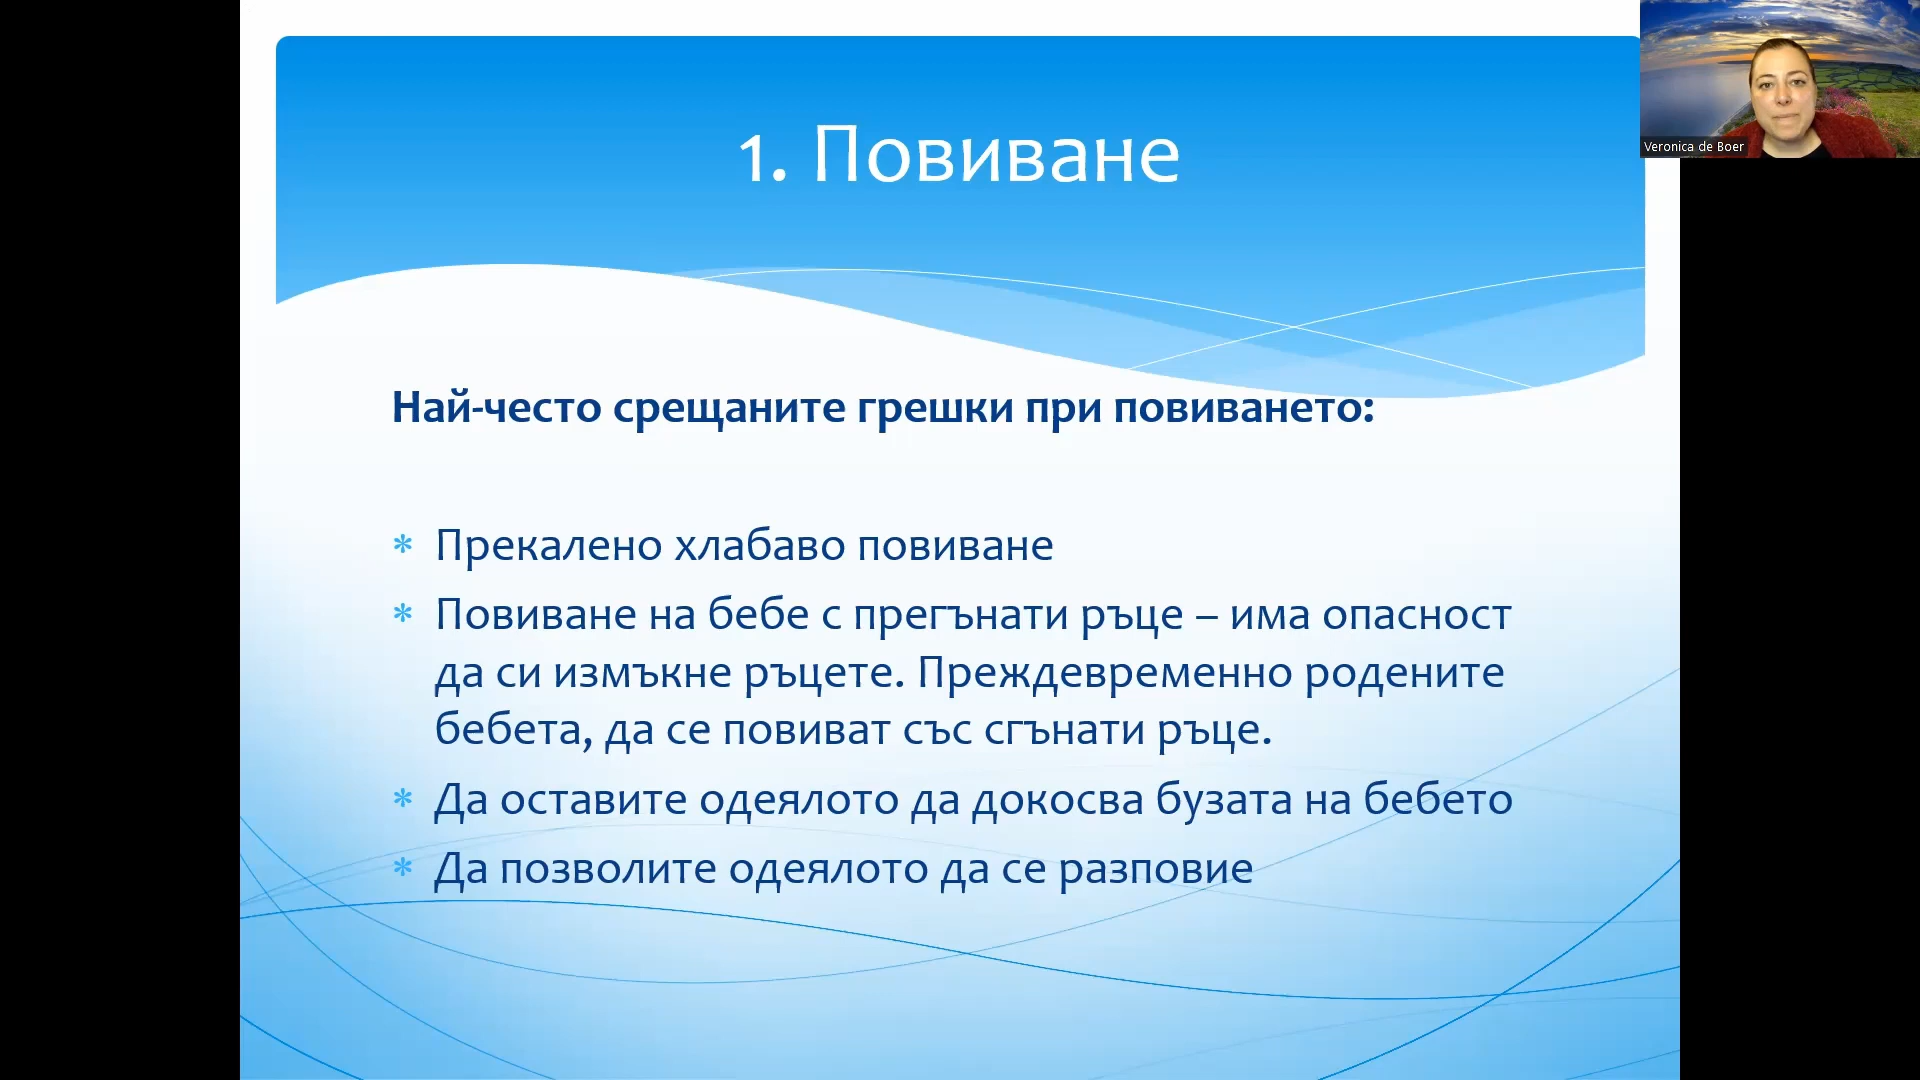 1. Повиване
Veronica de Boer
Най-често срещаните грешки при повиването:
* Прекалено хлабаво повиване
* Повиване на бебе с прегънати ръце – има опасност
да си измъкне ръцете. Преждевременно родените
бебета, да се повиват със сгънати ръце.
* Да оставите одеялото да докосва бузата на бебето
* Да позволите одеялото да се разповие